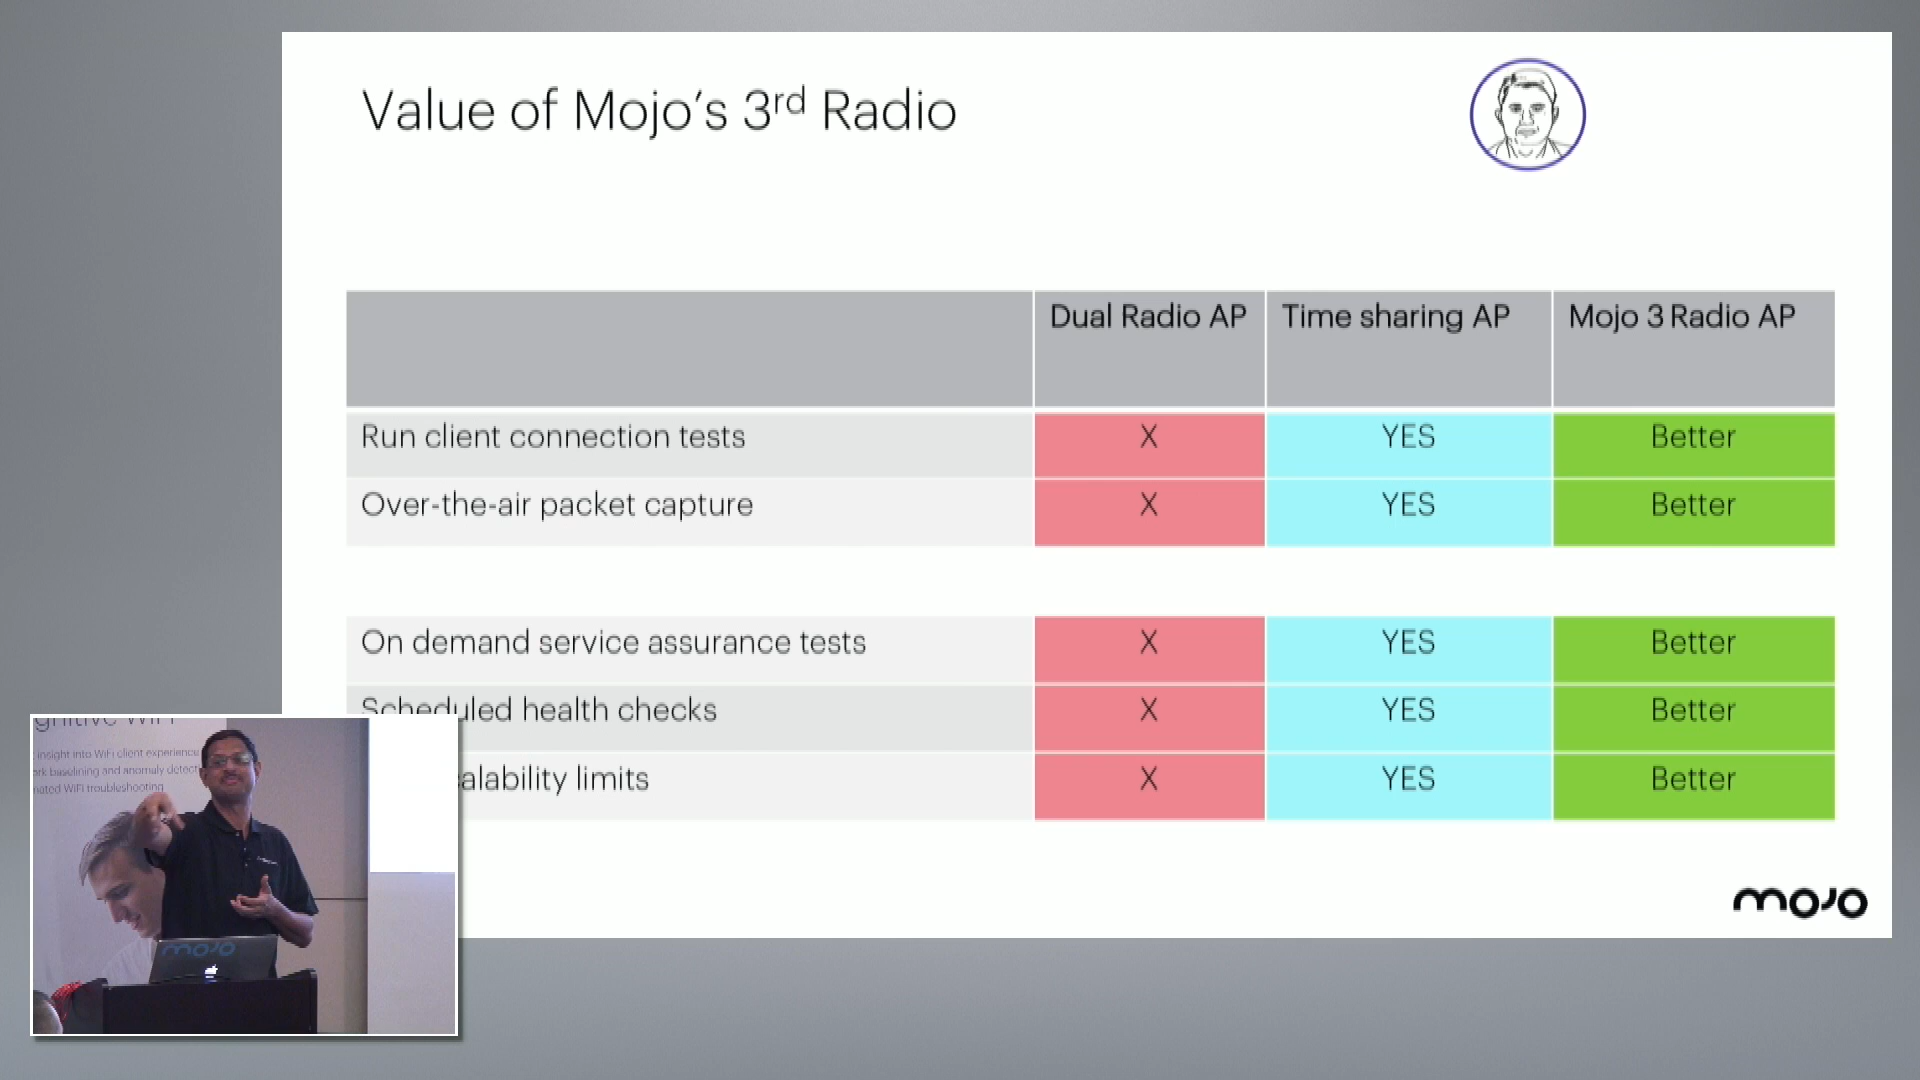 Value of Mojo's 3rd Radio
Dual Radio AP Time sharing AP Mojo 3 Radio AP
Run client connection tests X YES Better
Over-the-air packet capture X YES Better
On demand service assurance tests X YES Better
Scheduled health checks X YES Better
limits X YES Better
mojo
WiFi
insight into WiFi client experience
baselining and anomaly
WiFi troubleshooting
mojo